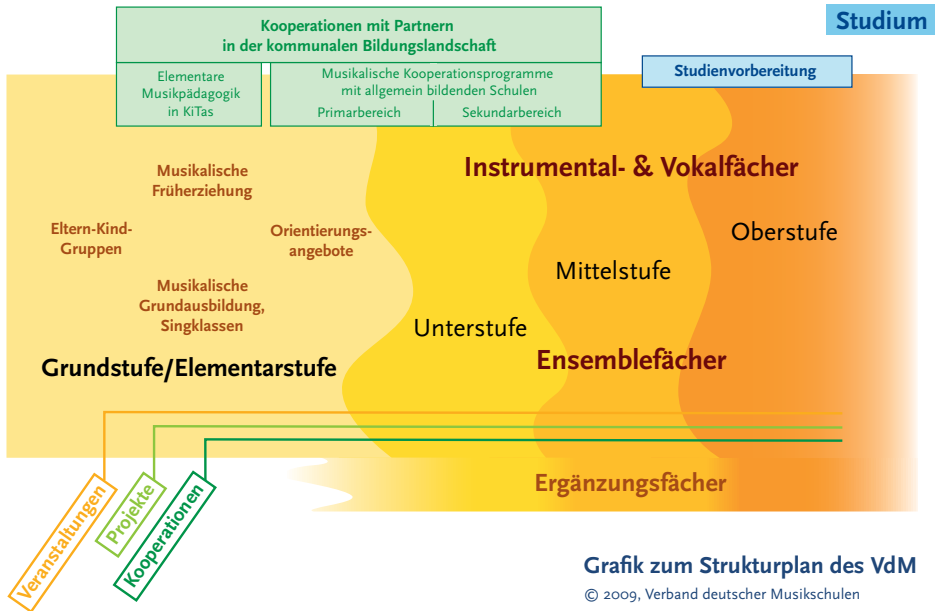 Studium
Kooperationen mit Partnern
in der kommunalen Bildungslandschaft
Elementare
Musikpädagogik
in KiTas
Musikalische Kooperationsprogramme
mit allgemein bildenden Schulen
Primarbereich
Sekundarbereich
Studienvorbereitung
Instrumental- & Vokalfächer
Musikalische
Früherziehung
Eltern-Kind-
Gruppen
Orientierungs-
angebote
Oberstufe
Mittelstufe
Musikalische
Grundausbildung,
Singklassen
Unterstufe
Grundstufe/Elementarstufe
Ensemblefächer
Ergänzungsfächer
Veranstaltungen
Projekte
Kooperationen
Grafik zum Strukturplan des VdM
© 2009, Verband deutscher Musikschulen